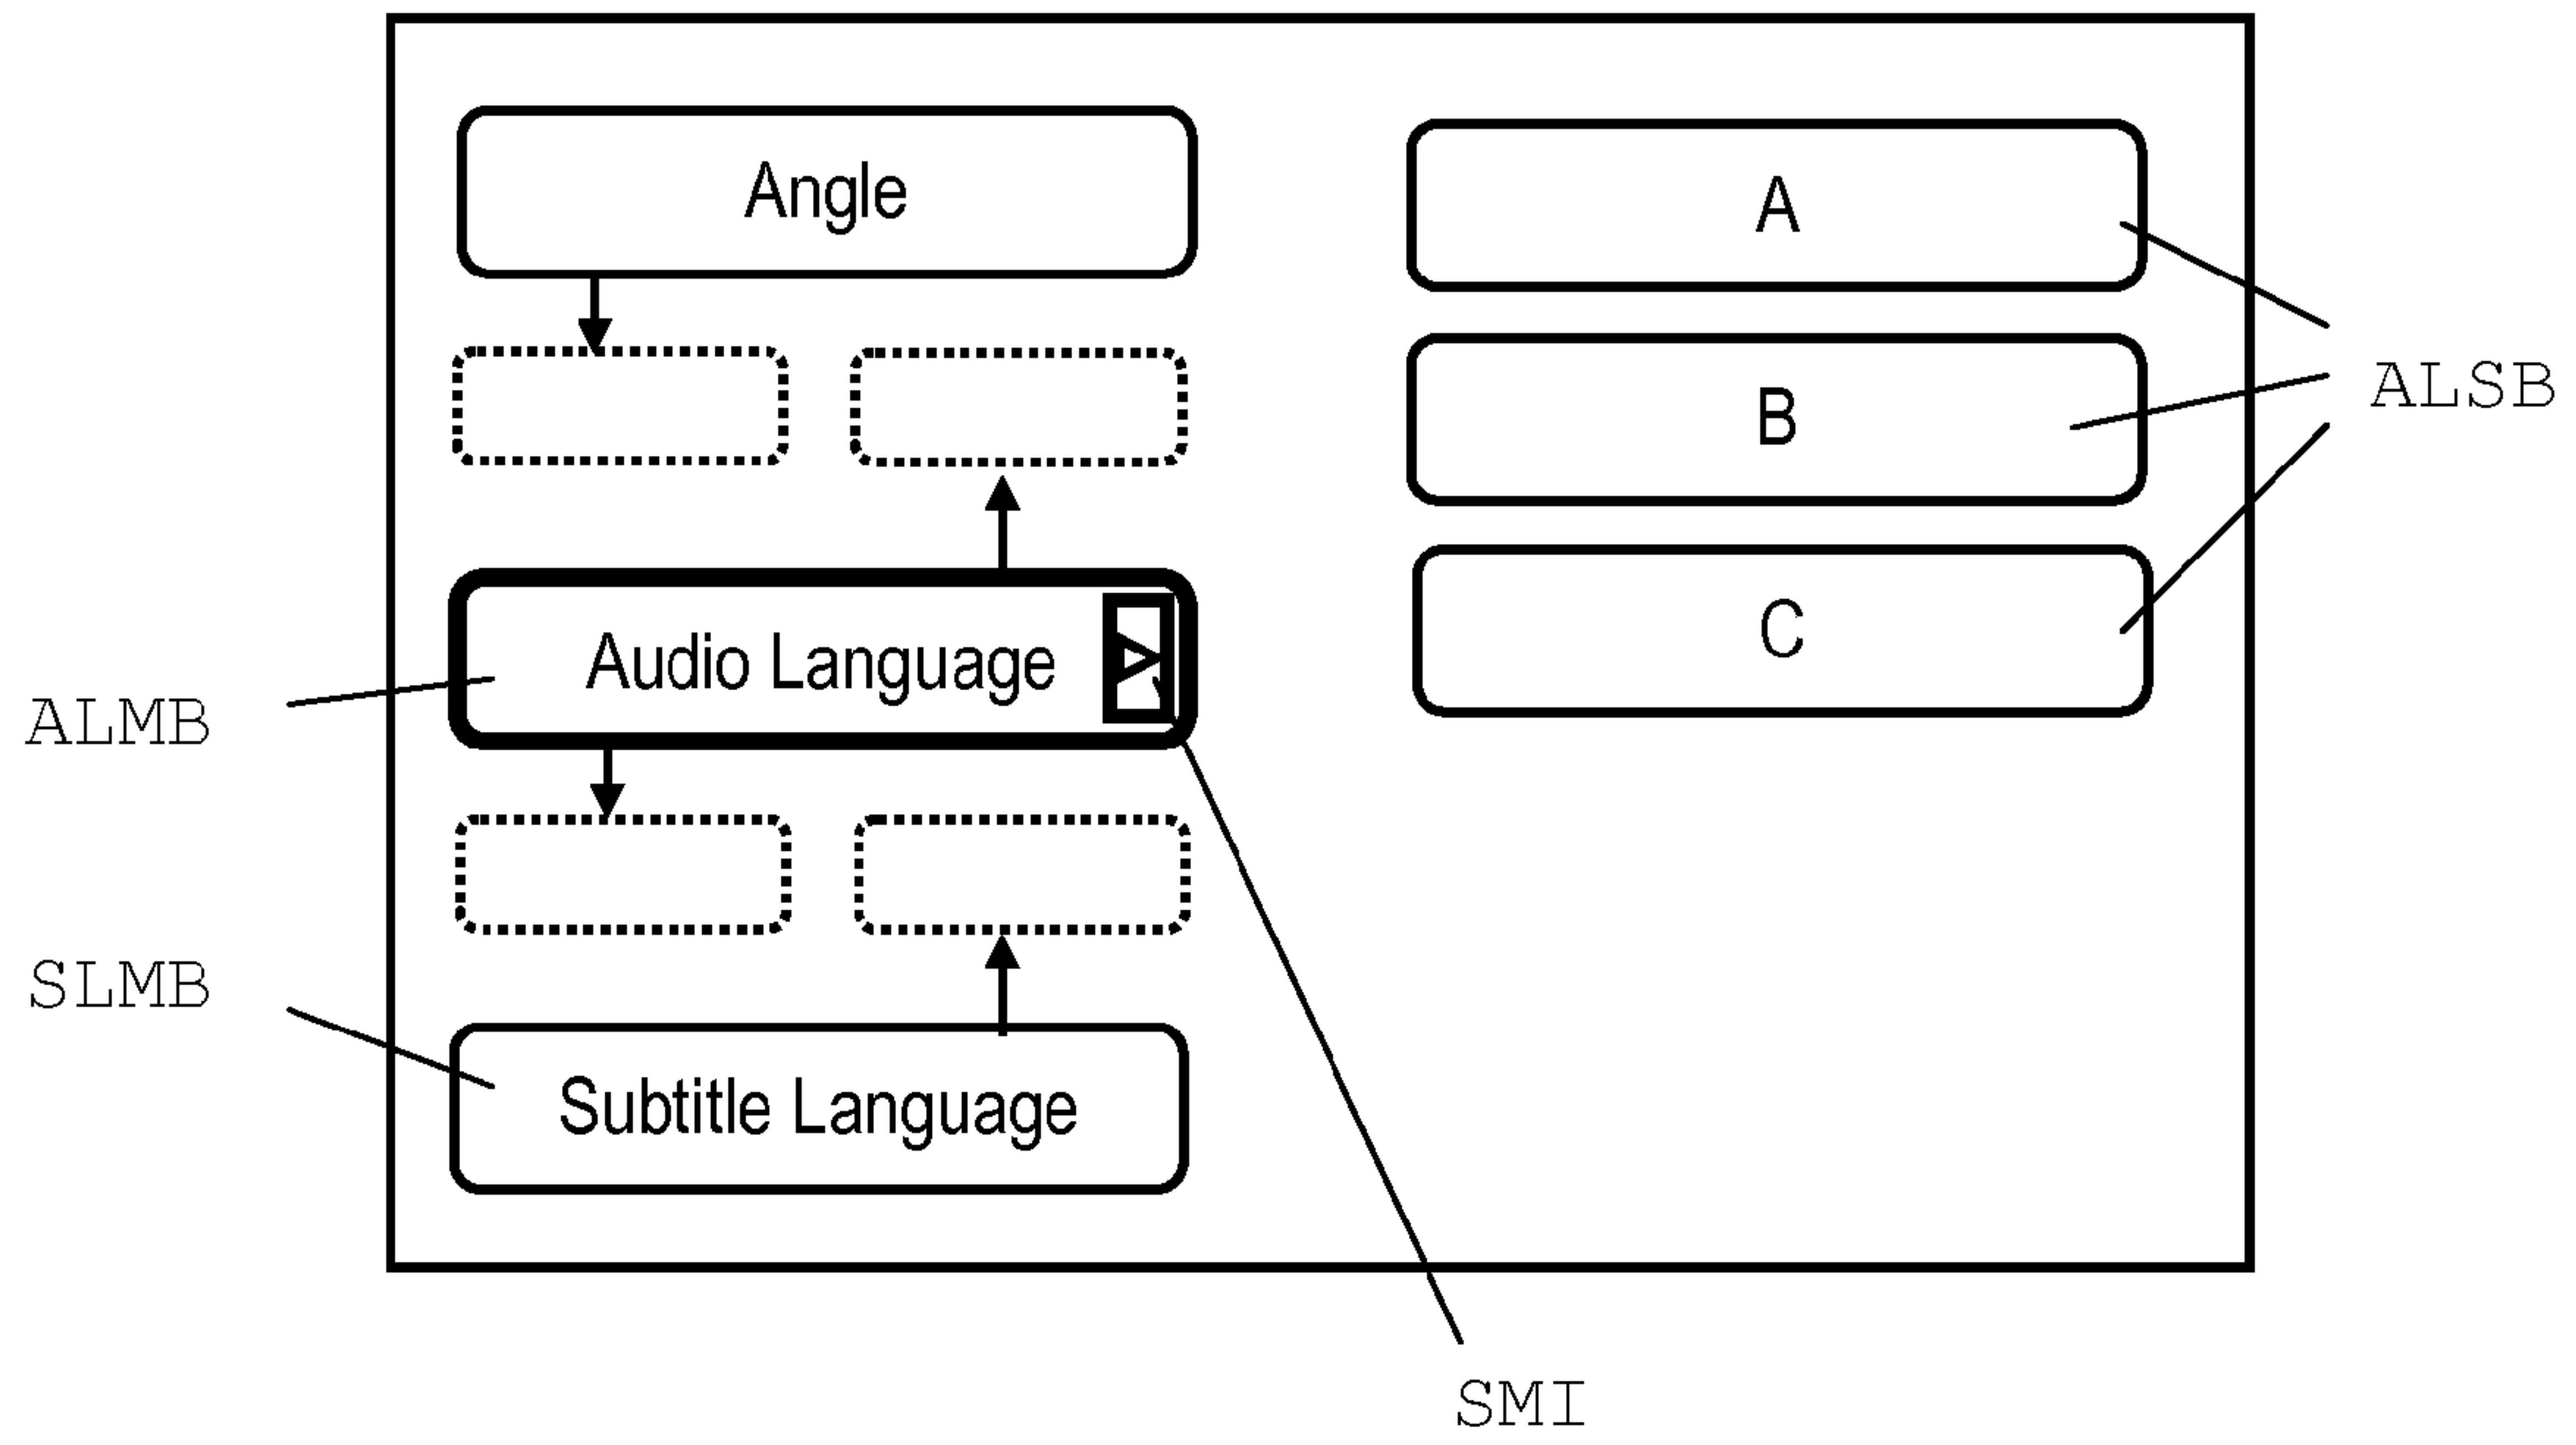 Angle
A
B
ALSB
C
Audio Language
ALMB
SLMB
Subtitle Language
SMI